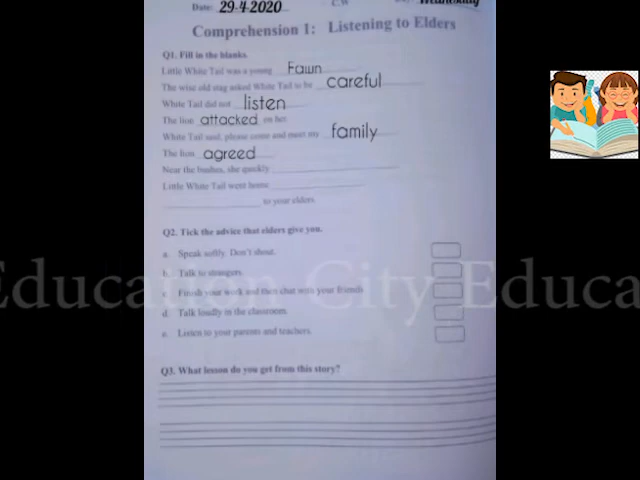 Date: 29-4-2020 C.W Wednesday
Comprehension 1: Listening to Elders
Q1. Fill in the blanks.
Little White Tail was a young Fawn
The wise old stag asked White Tail to be careful
White Tail did not listen
The lion attacked on her
White Tail said, please come and meet my family
The lion agreed
Near the bushes, she quickly
Little White Tail went home
to your elders.
Q2. Tick the advice that elders give you.
a. Speak softly. Don't shout.
b. Talk to strangers.
c. Finish your work and then chat with your friends
d. Talk loudly in the classroom.
e. Listen to your parents and teachers.
Education City Educa
Q3. What lesson do you get from this story?